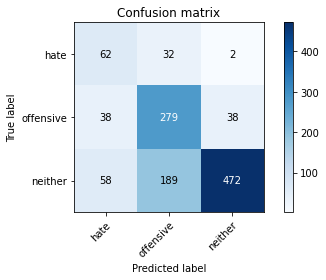 Confusion matrix
hate 62 32 2
offensive 38 279 38
neither 58 189 472
hate offensive neither
True label
Predicted label
400
300
200
100